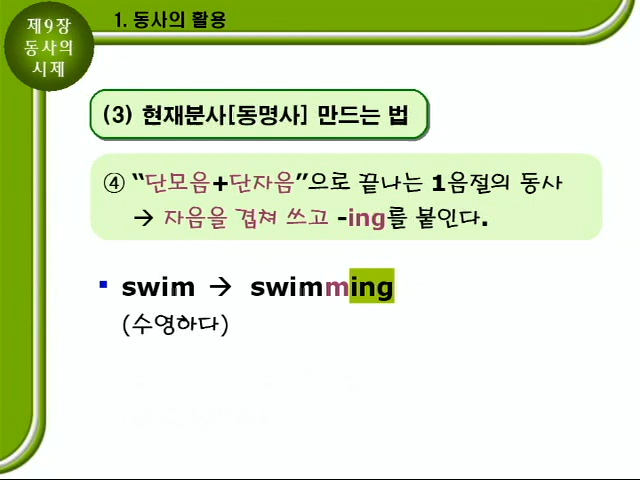 제9장
동사의
시제
1. 동사의 활용
(3) 현재분사[동명사] 만드는 법
④ “단모음+단자음”으로 끝나는 1음절의 동사
→ 자음을 겹쳐 쓰고 -ing를 붙인다.
▪ swim → swimming
(수영하다)